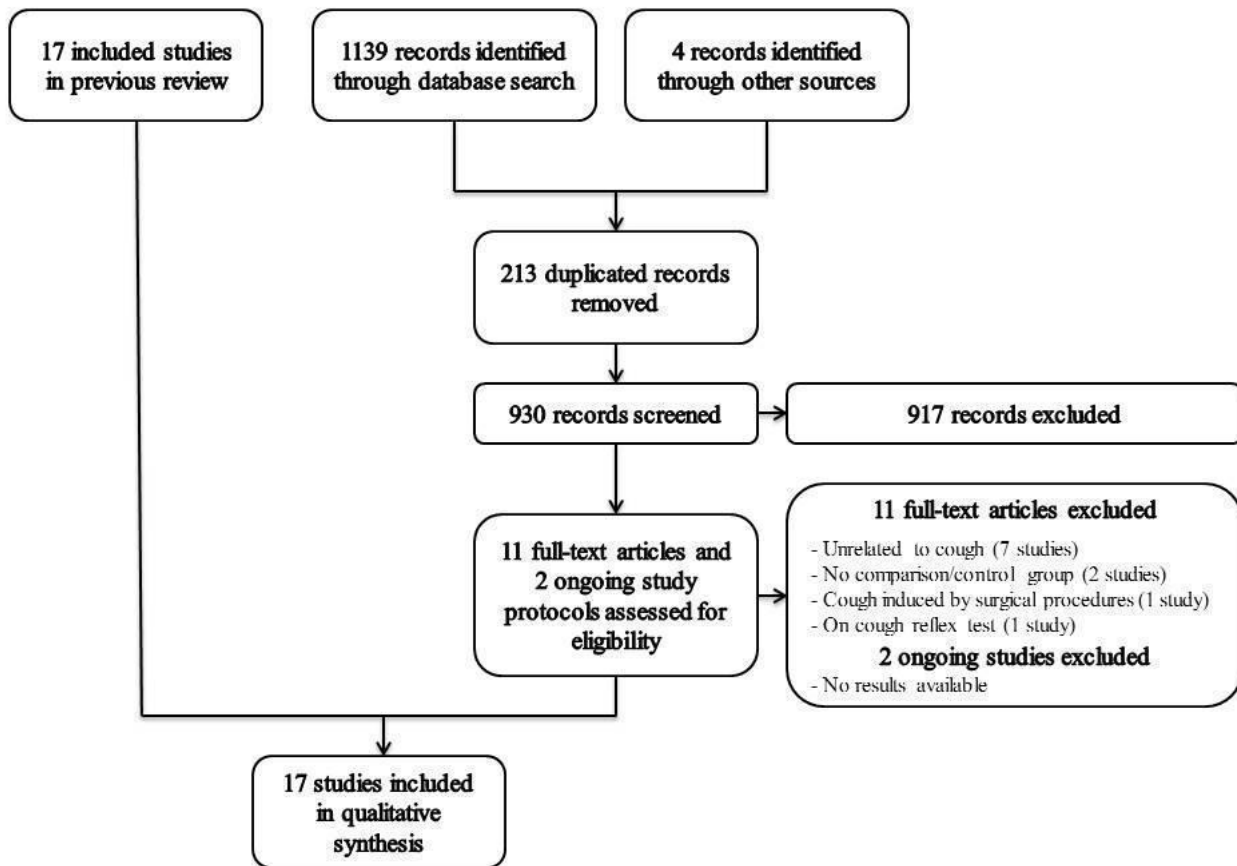 17 included studies
in previous review
1139 records identified
through database search
4 records identified
through other sources
213 duplicated records
removed
930 records screened
917 records excluded
11 full-text articles and
2 ongoing study
protocols assessed for
eligibility
11 full-text articles excluded
- Unrelated to cough (7 studies)
- No comparison/control group (2 studies)
- Cough induced by surgical procedures (1 study)
- On cough reflex test (1 study)
2 ongoing studies excluded
- No results available
17 studies included
in qualitative
synthesis